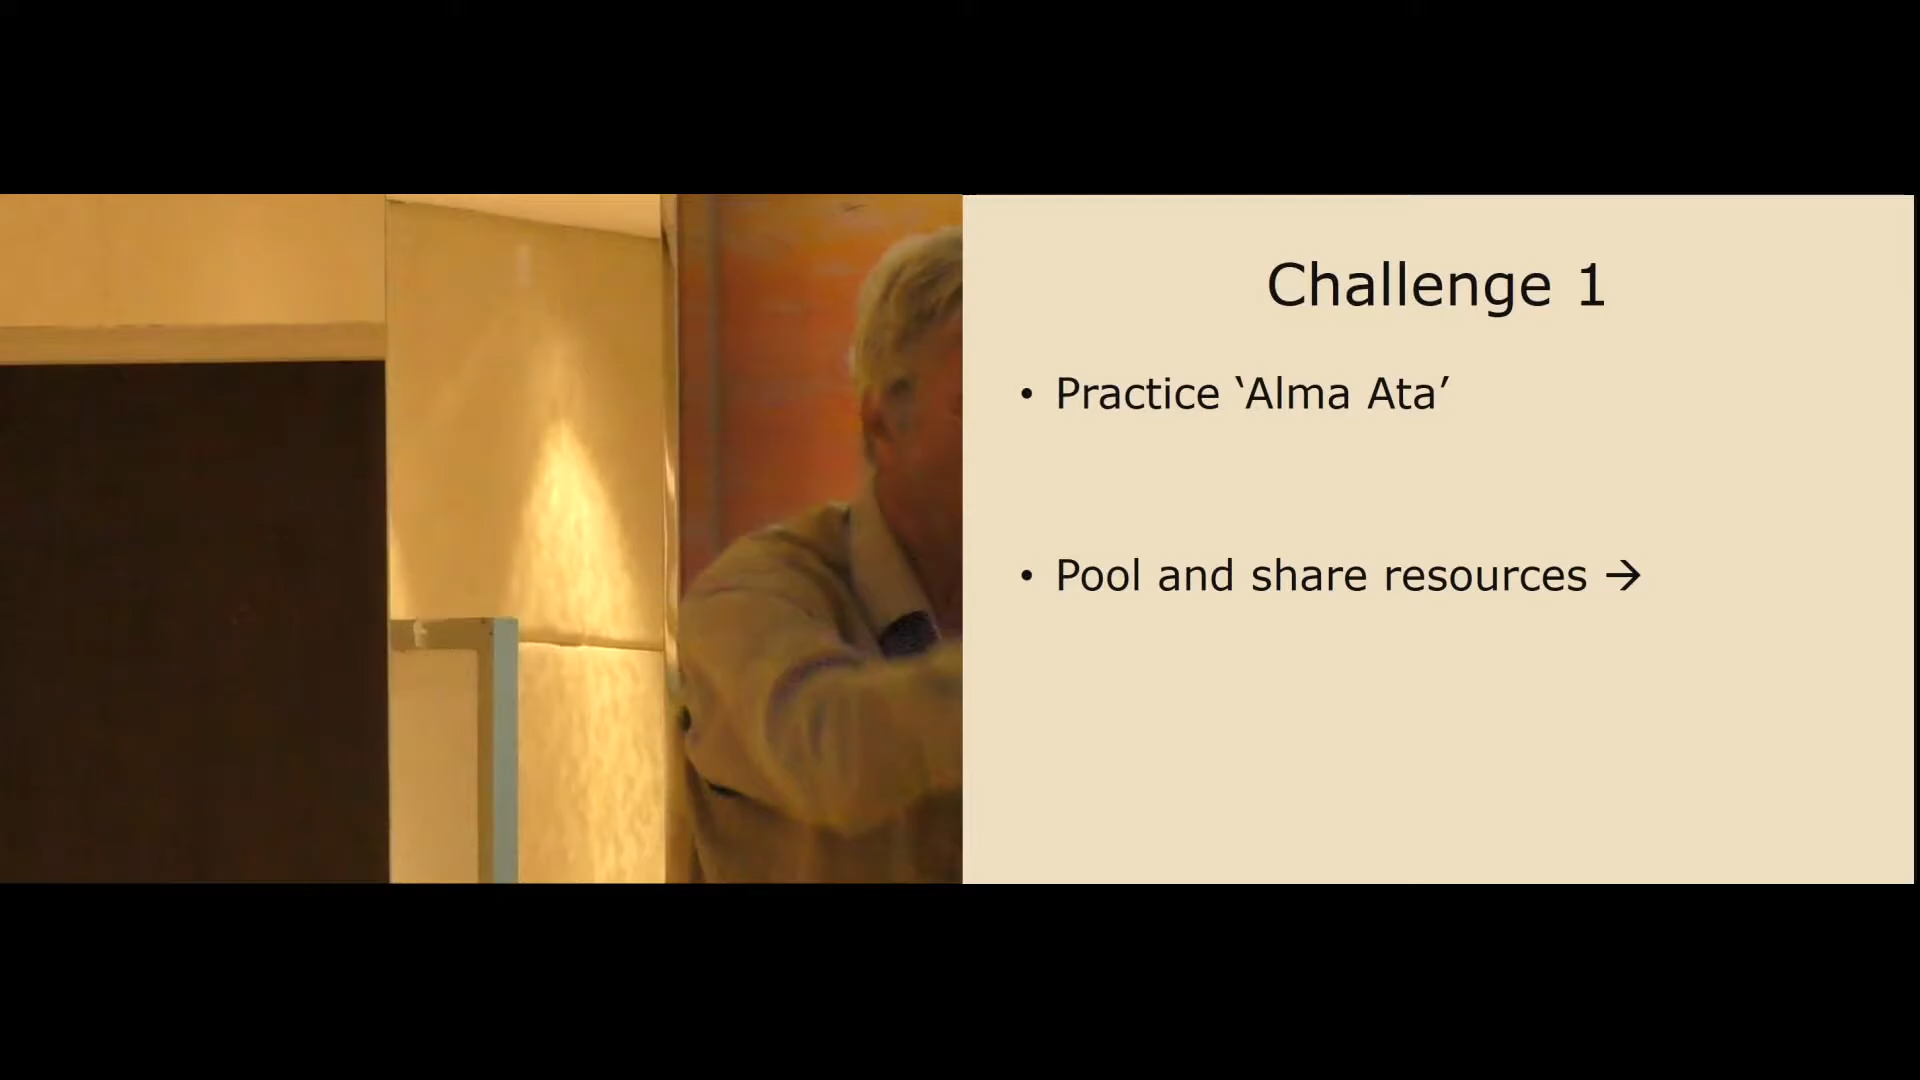 Challenge 1
• Practice ‘Alma Ata’
• Pool and share resources →